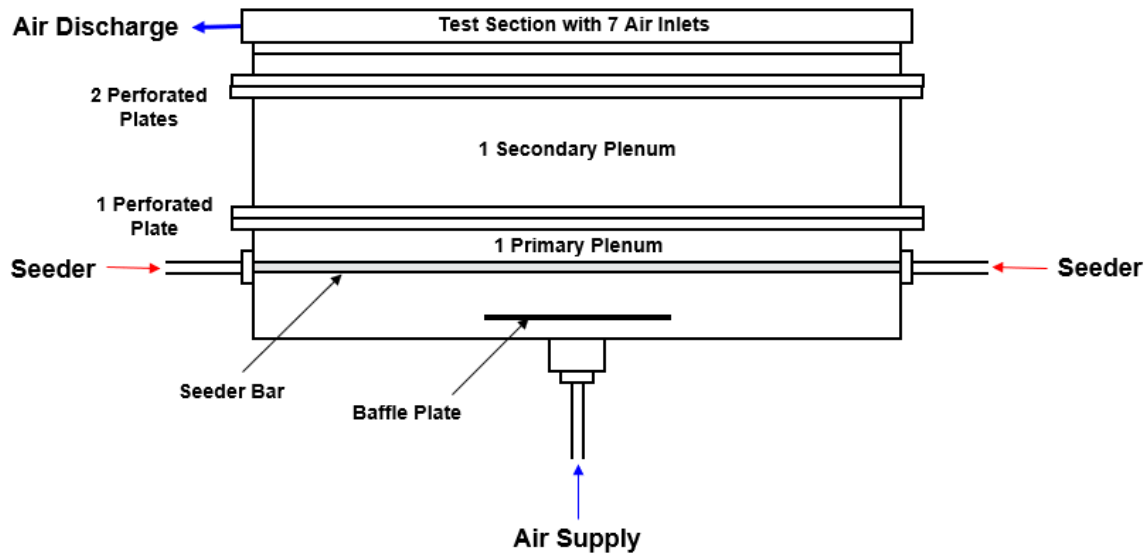 Air Discharge
Test Section with 7 Air Inlets
2 Perforated
Plates
1 Secondary Plenum
1 Perforated
Plate
1 Primary Plenum
Seeder
Seeder
Seeder Bar
Baffle Plate
Air Supply